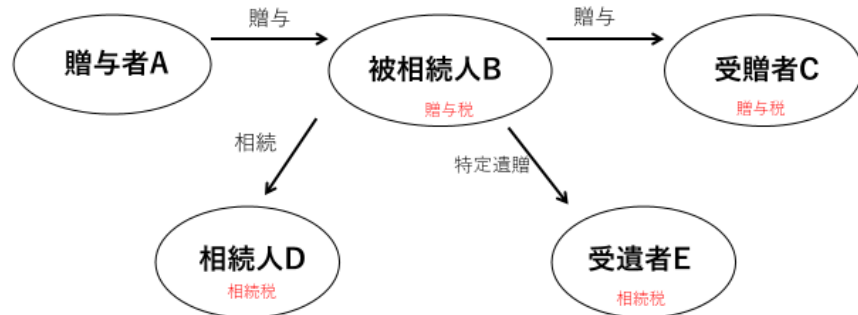 贈与
贈与
贈与者A
被相続人B
贈与税
受贈者C
贈与税
相続
特定遺贈
相続人D
相続税
受遺者E
相続税